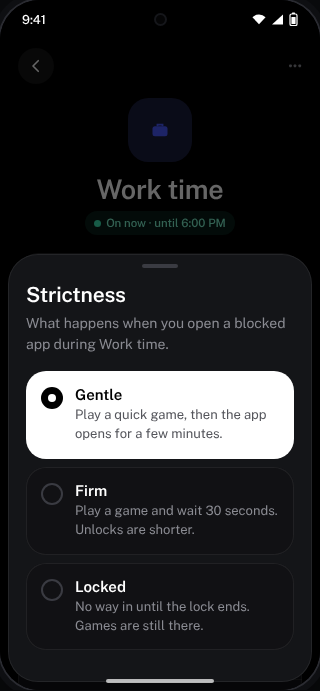 9:41
Work time
On now · until 6:00 PM
Strictness
What happens when you open a blocked
app during Work time.
Gentle
Play a quick game, then the app
opens for a few minutes.
Firm
Play a game and wait 30 seconds.
Unlocks are shorter.
Locked
No way in until the lock ends.
Games are still there.